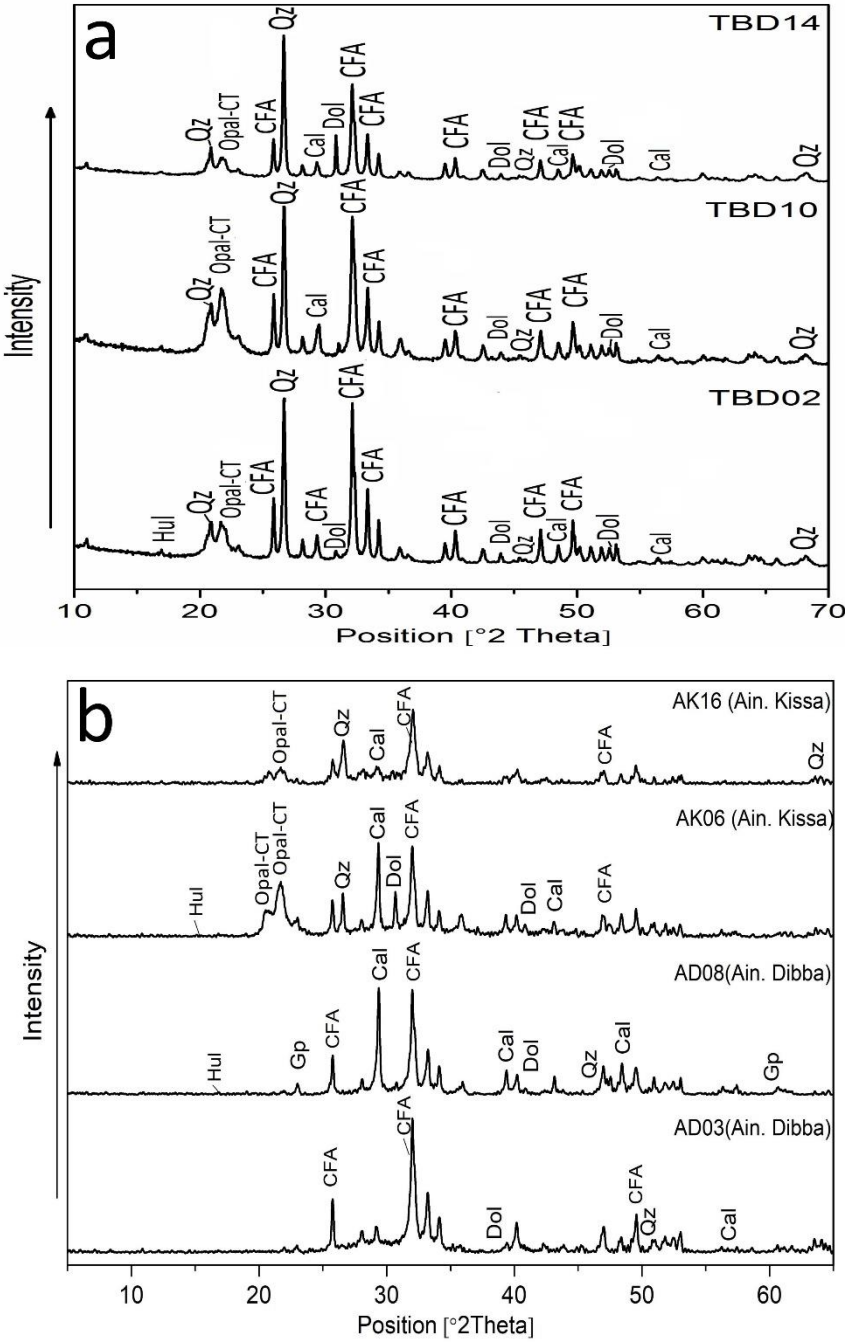 a
TBD14
Qz
CFA
Qz Opal-CT CFA Cal Dol CFA CFA Dol Qz CFA Cal CFA Dol Cal Qz
TBD10
Qz
CFA
Qz Opal-CT CFA Cal CFA CFA Dol Qz CFA CFA Dol Cal Qz
TBD02
Qz
CFA
Hul Qz Opal-CT CFA CFA Dol CFA CFA Dol Qz CFA Cal CFA Dol Cal Qz
Intensity
10 20 30 40 50 60 70
Position [°2 Theta]
b
AK16 (Ain. Kissa)
Opal-CT Qz Cal CFA CFA Qz
AK06 (Ain. Kissa)
Hul Opal-CT Opal-CT Qz Cal Dol CFA Dol Cal CFA
AD08(Ain. Dibba)
Hul Gp CFA Cal CFA Cal Dol Qz Cal Gp
AD03(Ain. Dibba)
CFA CFA Dol CFA Qz Cal
Intensity
10 20 30 40 50 60
Position [°2Theta]